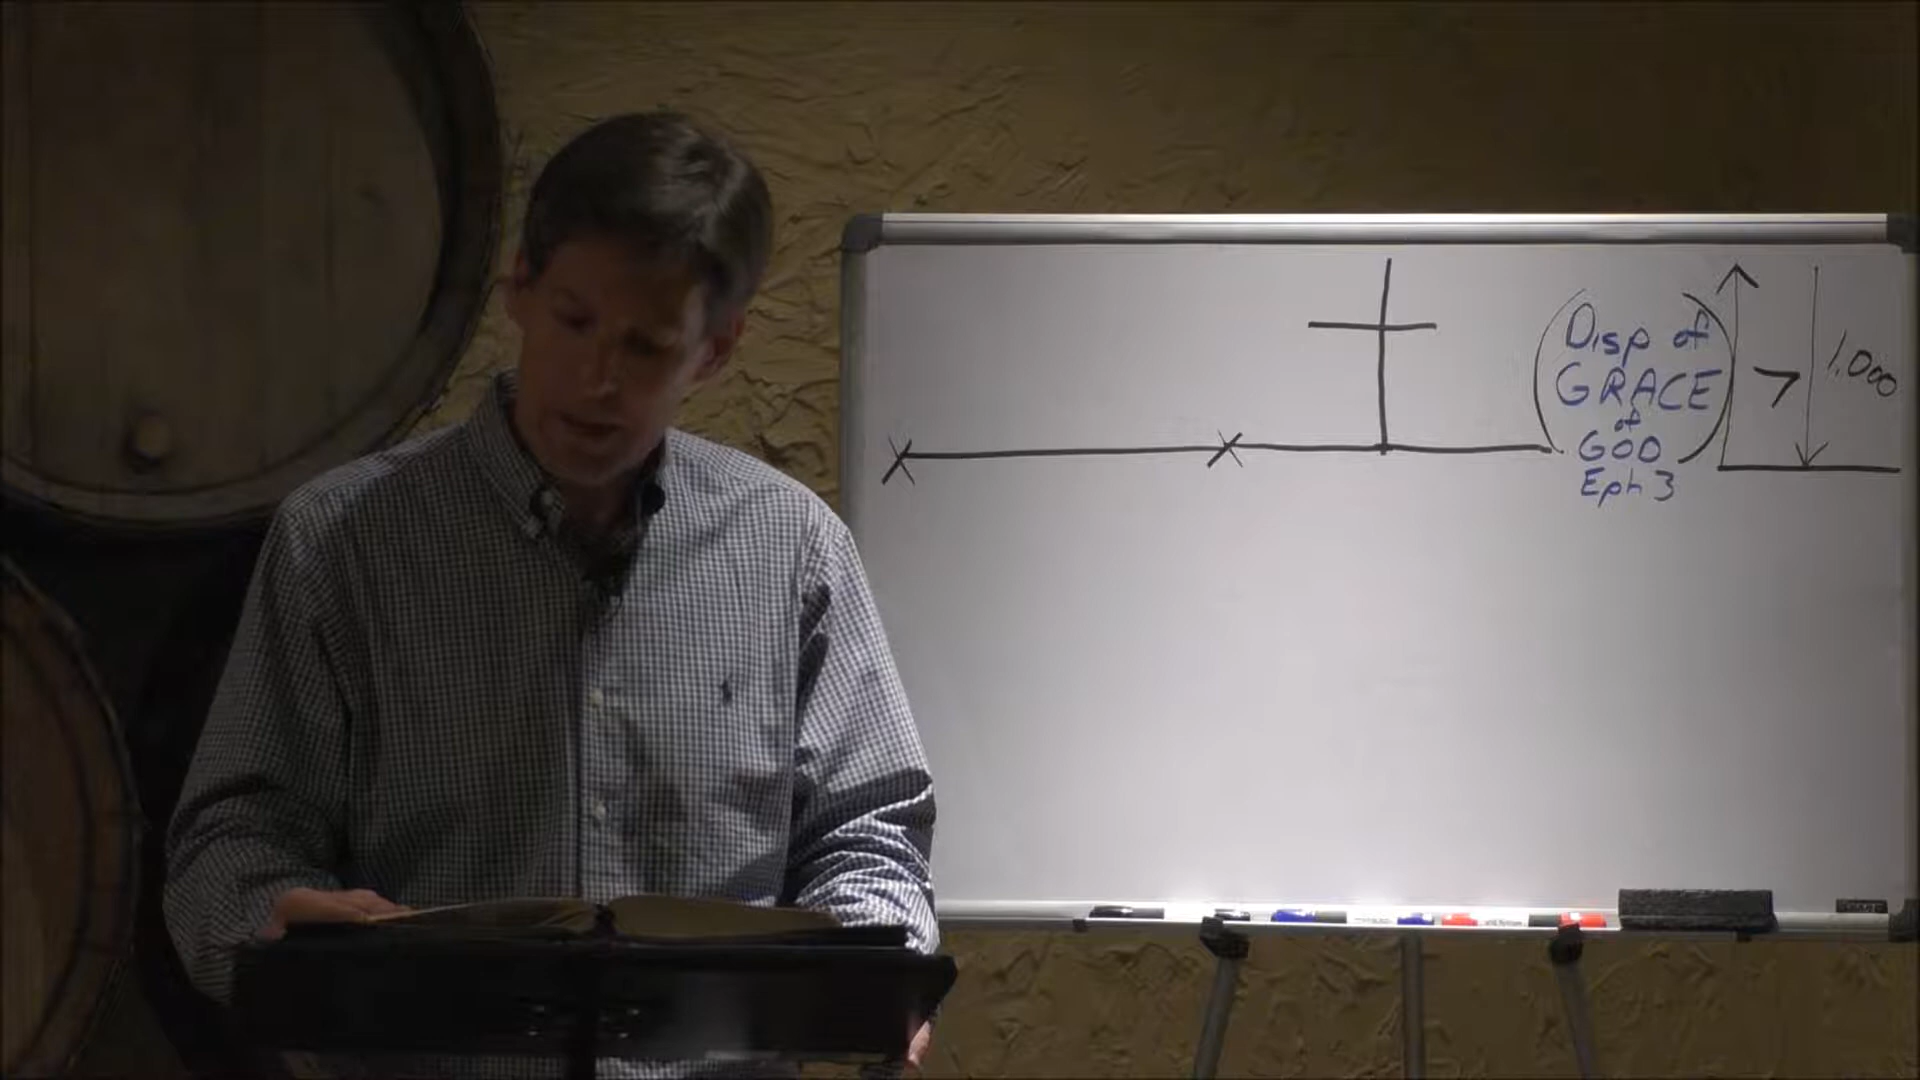 Disp of
GRACE
of
GOD
Eph 3
7
1,000